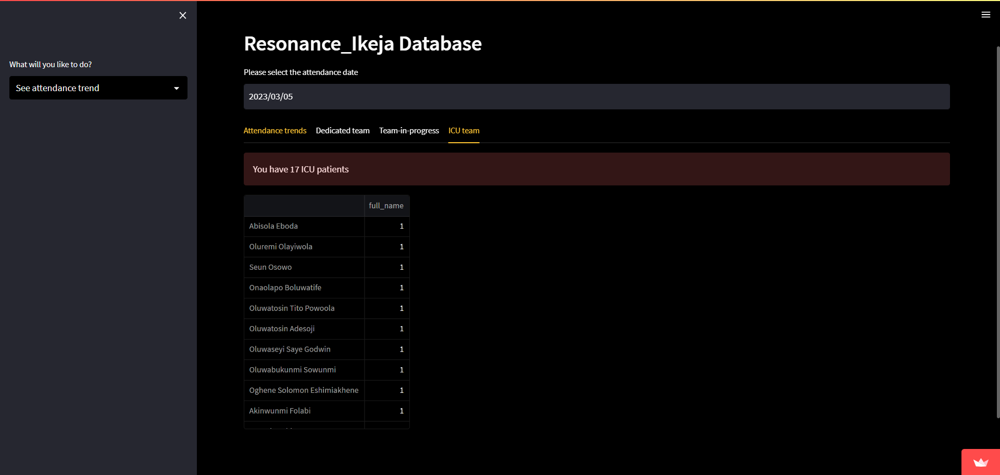 What will you like to do?
See attendance trend
Resonance_Ikeja Database
Please select the attendance date
2023/03/05
Attendance trends Dedicated team Team-in-progress ICU team
You have 17 ICU patients
full_name
Abisola Eboda 1
Oluremi Olayiwola 1
Seun Osowo 1
Onaolapo Boluwatife 1
Oluwatosin Tito Powoola 1
Oluwatosin Adesoji 1
Oluwaseyi Saye Godwin 1
Oluwabukunmi Sowunmi 1
Oghene Solomon Eshimiakhene 1
Akinwunmi Folabi 1